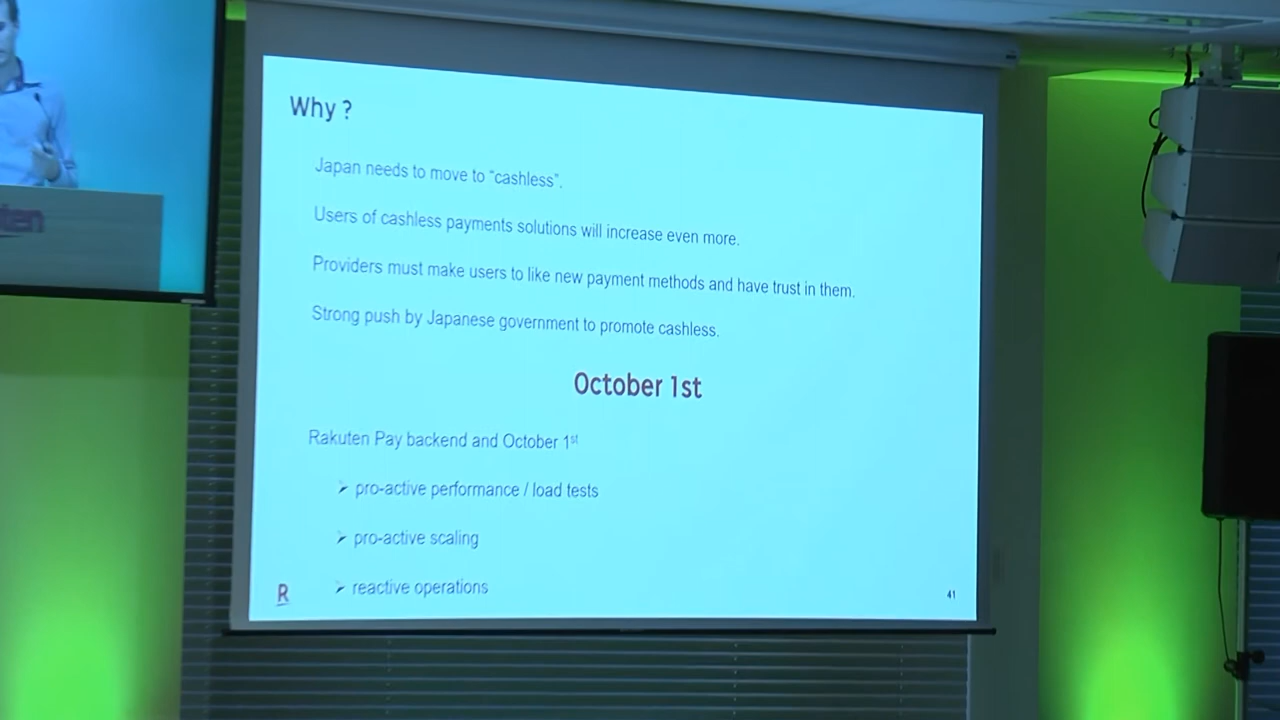 Why ?
Japan needs to move to "cashless".
Users of cashless payments solutions will increase even more.
Providers must make users to like new payment methods and have trust in them.
Strong push by Japanese government to promote cashless.
October 1st
Rakuten Pay backend and October 1st
➢ pro-active performance / load tests
➢ pro-active scaling
➢ reactive operations
R
41